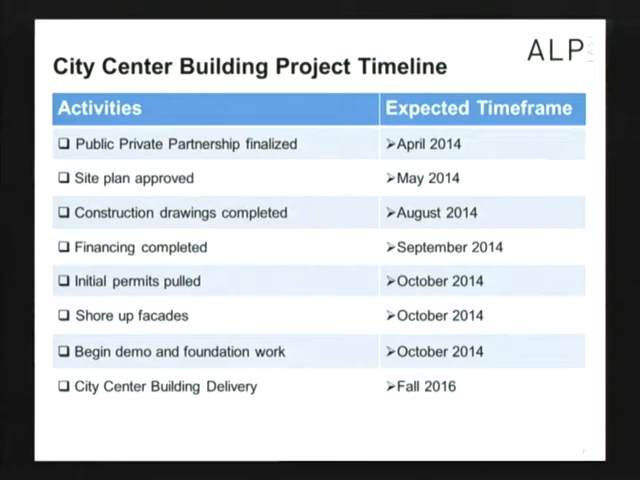 ALP
City Center Building Project Timeline
Activities Expected Timeframe
❑ Public Private Partnership finalized ➢April 2014
❑ Site plan approved ➢May 2014
❑ Construction drawings completed ➢August 2014
❑ Financing completed ➢September 2014
❑ Initial permits pulled ➢October 2014
❑ Shore up facades ➢October 2014
❑ Begin demo and foundation work ➢October 2014
❑ City Center Building Delivery ➢Fall 2016